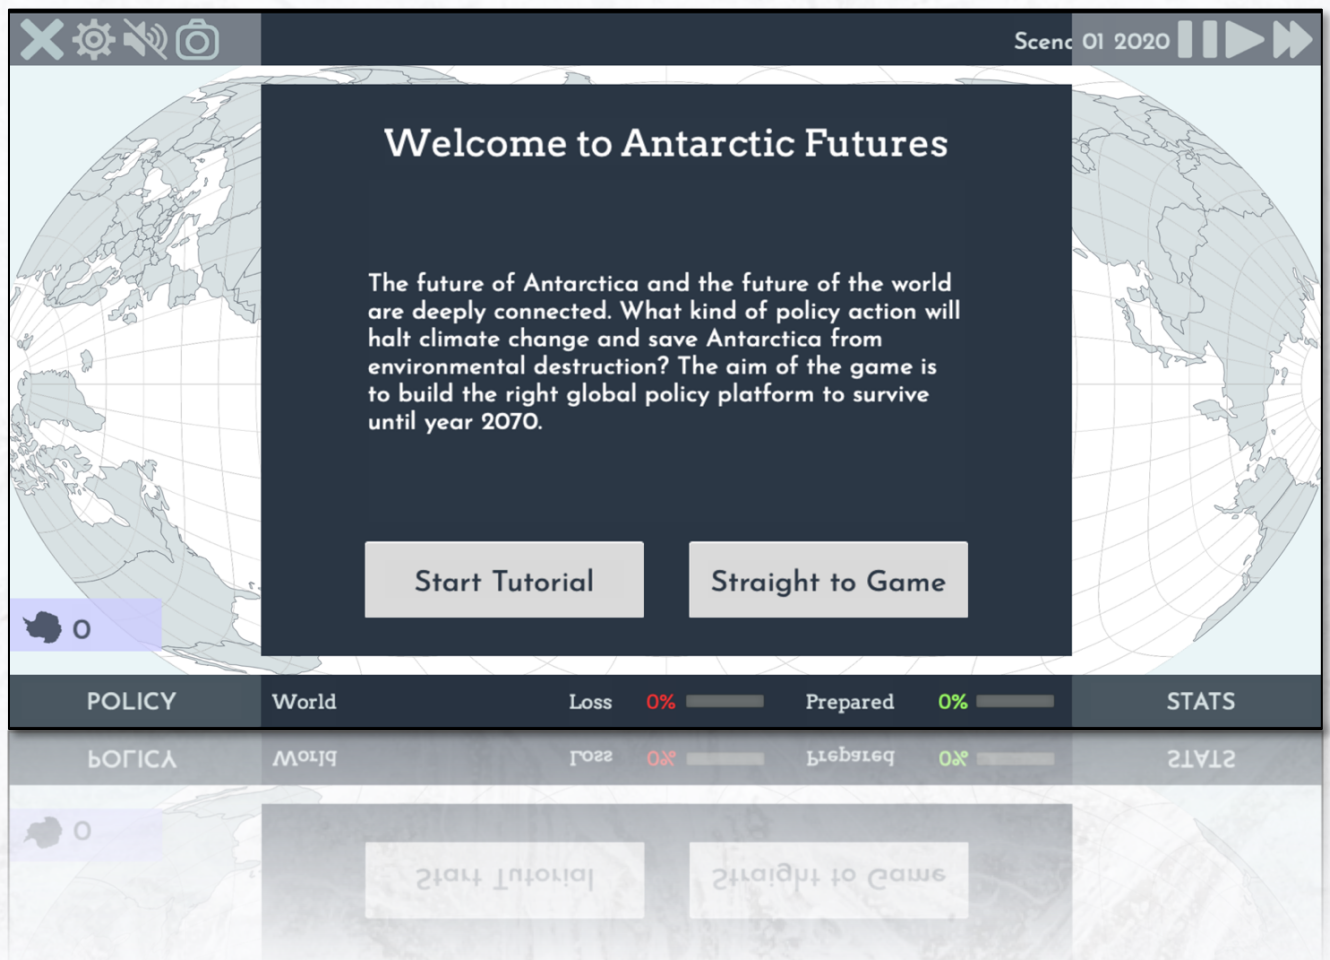 Scena 01 2020
Welcome to Antarctic Futures
The future of Antarctica and the future of the world
are deeply connected. What kind of policy action will
halt climate change and save Antarctica from
environmental destruction? The aim of the game is
to build the right global policy platform to survive
until year 2070.
Start Tutorial Straight to Game
0
POLICY World Loss 0% Prepared 0% STATS